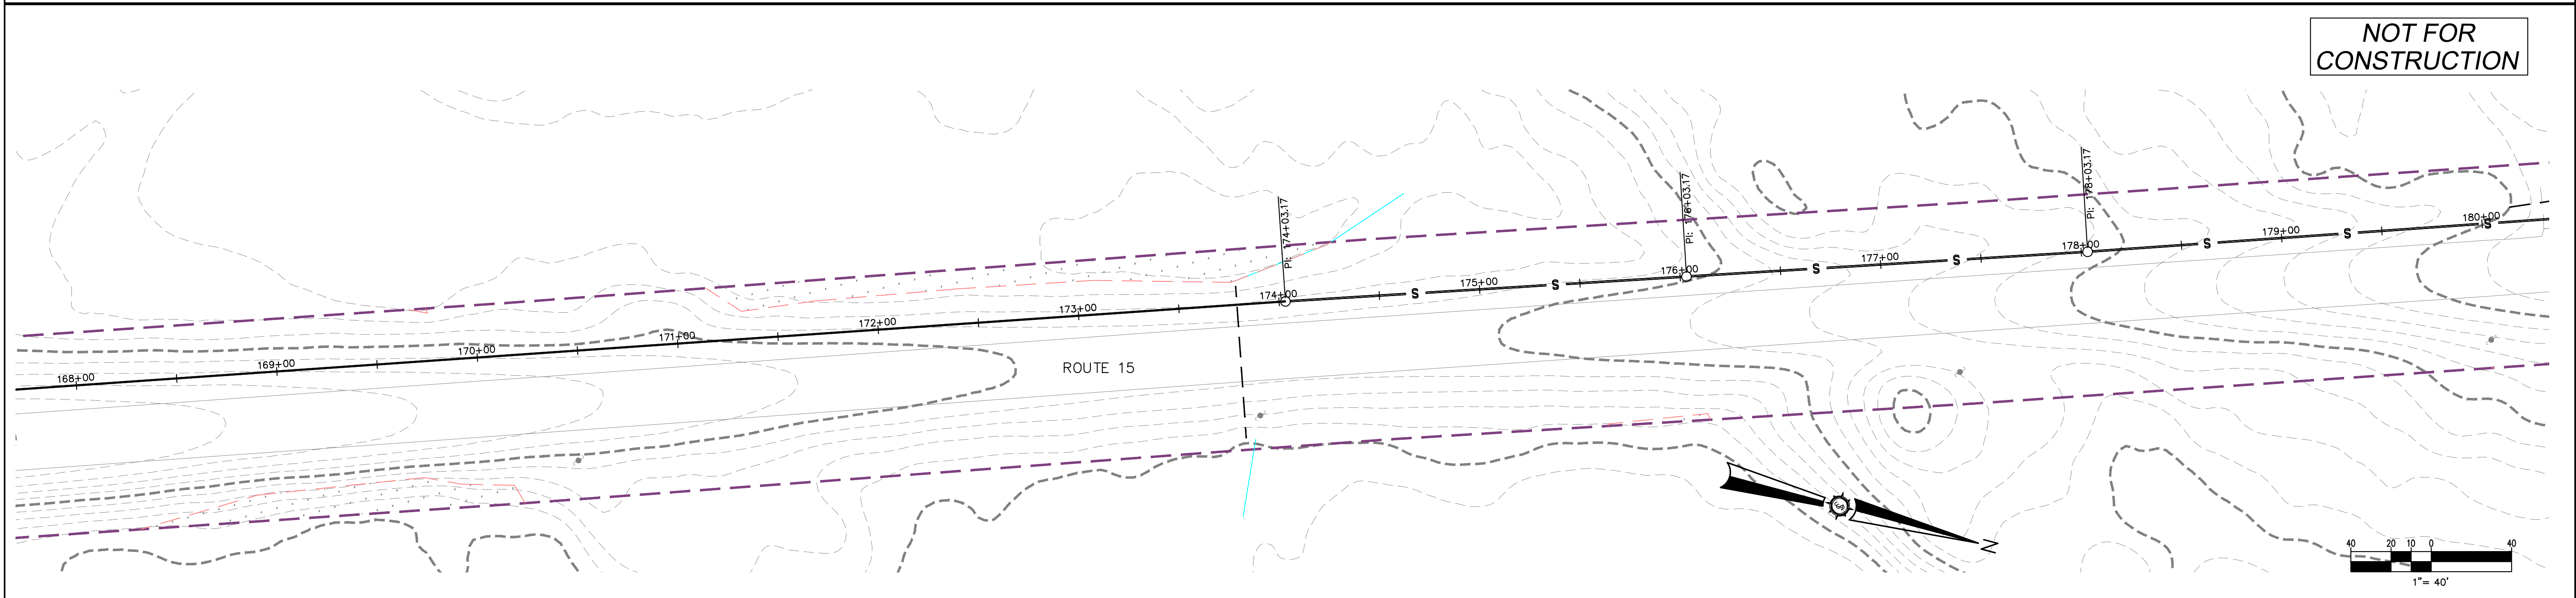 NOT FOR
CONSTRUCTION
PI: 174+03.17
PI: 176+03.17
PI: 178+03.17
168+00
169+00
170+00
171+00
172+00
173+00
174+00
S
175+00
S
176+00
S
177+00
S
178+00
S
179+00
S
180+00
S
ROUTE 15
N
40 20 10 0 40
1"= 40'